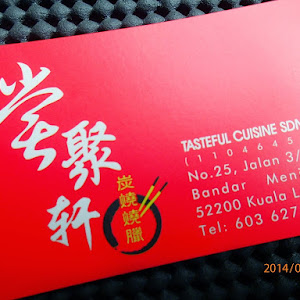 尝聚轩
炭燒燒臘
TASTEFUL CUISINE SDN
(1104645
No.25, Jalan 3/
Bandar Men
52200 Kuala L
Tel: 603 627
2014/0